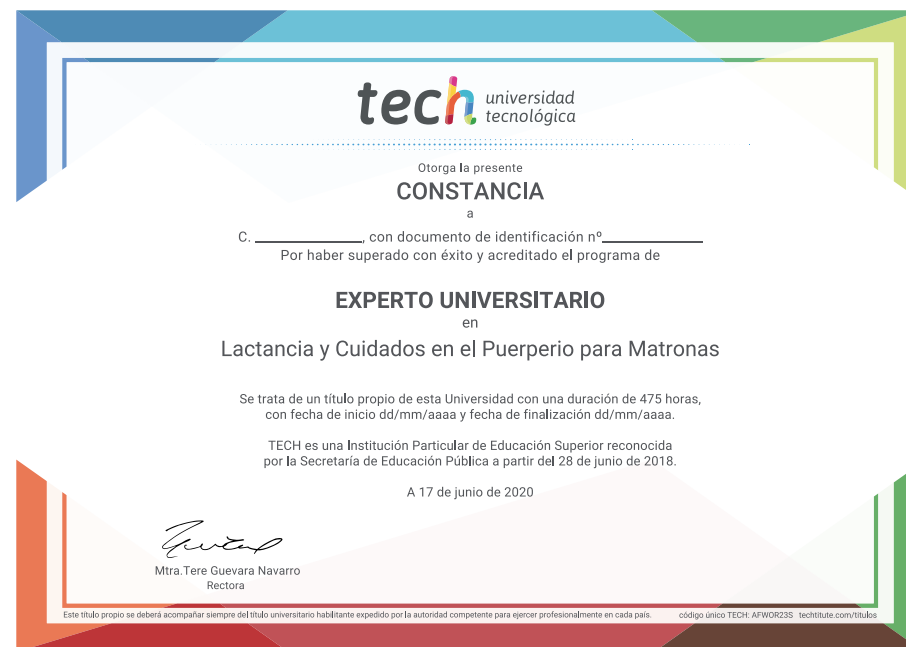 tech universidad
tecnológica
Otorga la presente
CONSTANCIA
a
C. ____________, con documento de identificación nº____________
Por haber superado con éxito y acreditado el programa de
EXPERTO UNIVERSITARIO
en
Lactancia y Cuidados en el Puerperio para Matronas
Se trata de un título propio de esta Universidad con una duración de 475 horas,
con fecha de inicio dd/mm/aaaa y fecha de finalización dd/mm/aaaa.
TECH es una Institución Particular de Educación Superior reconocida
por la Secretaría de Educación Pública a partir del 28 de junio de 2018.
A 17 de junio de 2020
Mtra.Tere Guevara Navarro
Rectora
Este título propio se deberá acompañar siempre del título universitario habilitante expedido por la autoridad competente para ejercer profesionalmente en cada país. código único TECH: AFWOR23S techtitute.com/títulos